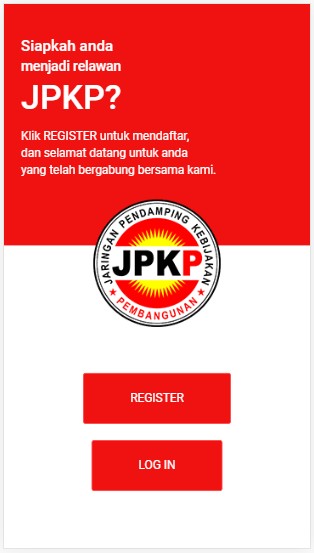 Siapkah anda
menjadi relawan
JPKP?
Klik REGISTER untuk mendaftar,
dan selamat datang untuk anda
yang telah bergabung bersama kami.
JARINGAN PENDAMPING KEBIJAKAN
JPKP
PEMBANGUNAN
REGISTER
LOG IN